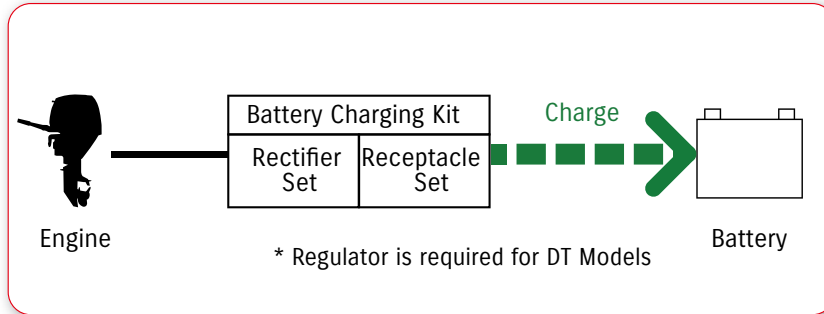 Battery Charging Kit
Rectifier
Set
Receptacle
Set
Charge
Engine
Battery
* Regulator is required for DT Models